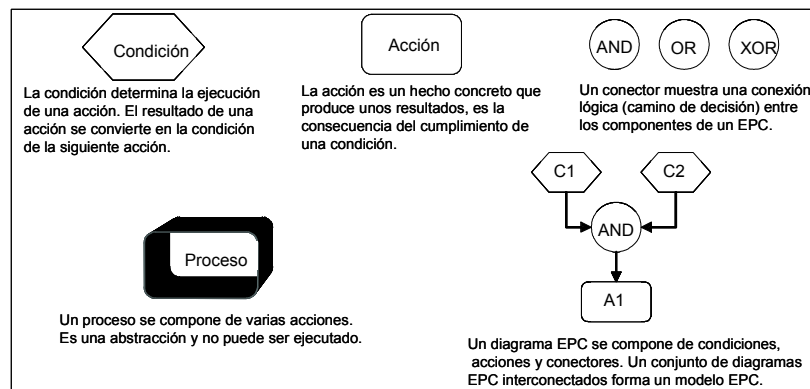 Condición
La condición determina la ejecución
de una acción. El resultado de una
acción se convierte en la condición
de la siguiente acción.
Acción
La acción es un hecho concreto que
produce unos resultados, es la
consecuencia del cumplimiento de
una condición.
AND OR XOR
Un conector muestra una conexión
lógica (camino de decisión) entre
los componentes de un EPC.
Proceso
Un proceso se compone de varias acciones.
Es una abstracción y no puede ser ejecutado.
C1 C2
AND
A1
Un diagrama EPC se compone de condiciones,
acciones y conectores. Un conjunto de diagramas
EPC interconectados forma un modelo EPC.